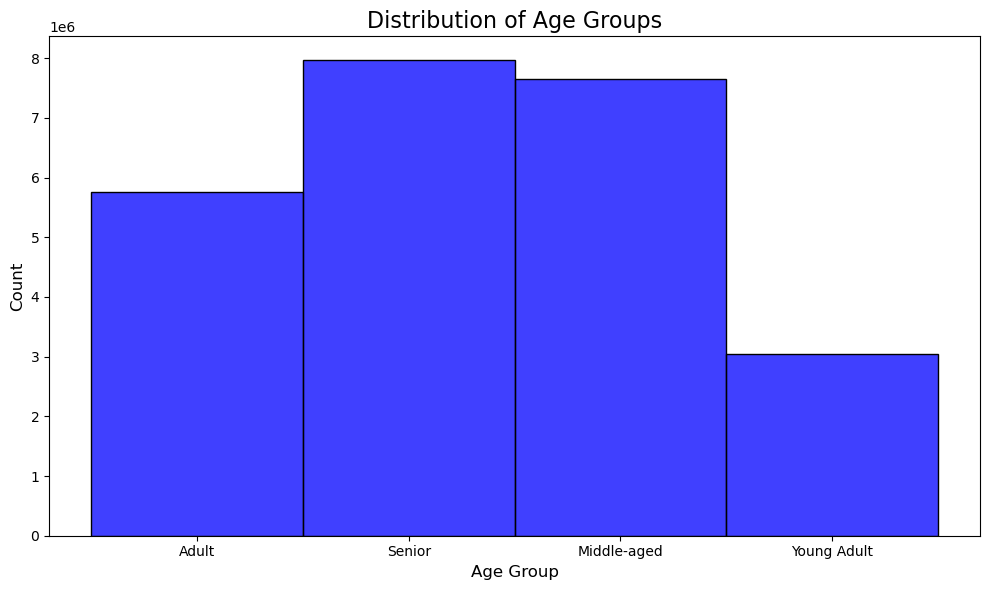 Distribution of Age Groups
1e6
8
7
6
5
4
3
2
1
0
Count
Adult Senior Middle-aged Young Adult
Age Group